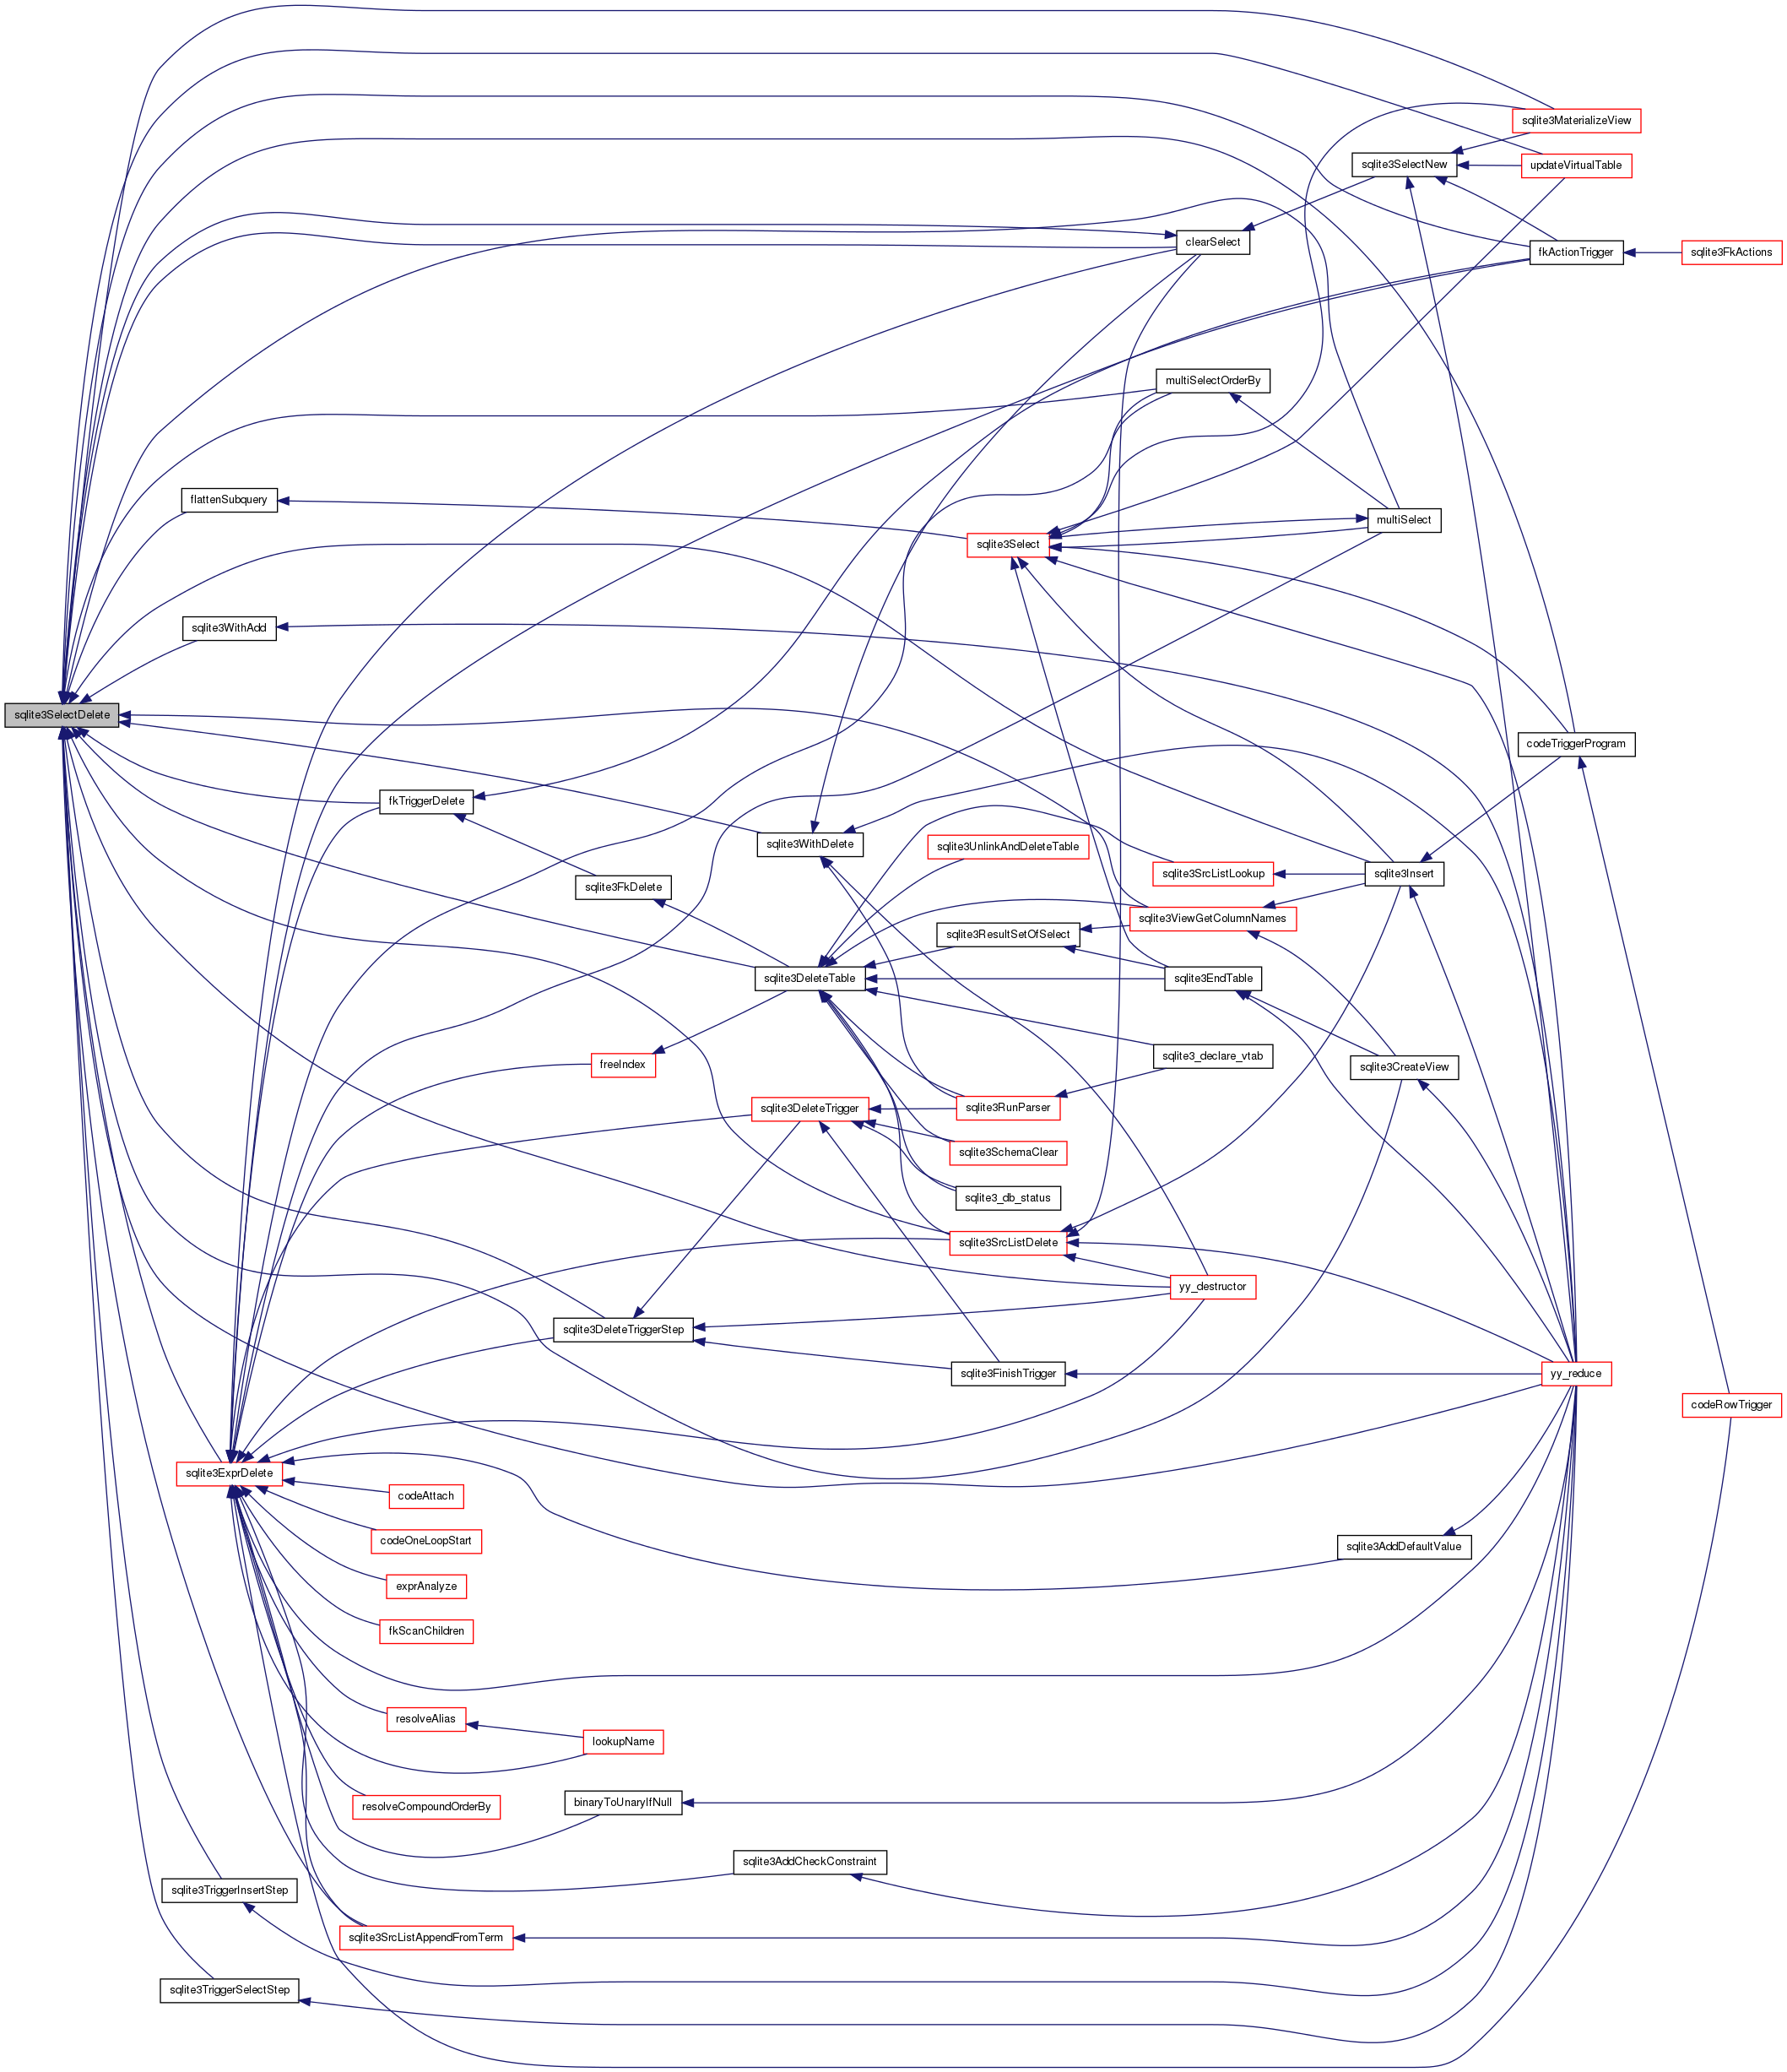 sqlite3MaterializeView
sqlite3SelectNew
updateVirtualTable
clearSelect
fkActionTrigger
sqlite3FkActions
multiSelectOrderBy
flattenSubquery
multiSelect
sqlite3Select
sqlite3WithAdd
sqlite3SelectDelete
codeTriggerProgram
fkTriggerDelete
sqlite3WithDelete
sqlite3UnlinkAndDeleteTable
sqlite3SrcListLookup
sqlite3Insert
sqlite3FkDelete
sqlite3ViewGetColumnNames
sqlite3ResultSetOfSelect
sqlite3DeleteTable
sqlite3EndTable
sqlite3_declare_vtab
freeIndex
sqlite3CreateView
sqlite3DeleteTrigger
sqlite3RunParser
sqlite3SchemaClear
sqlite3_db_status
sqlite3SrcListDelete
yy_destructor
sqlite3DeleteTriggerStep
sqlite3FinishTrigger
yy_reduce
codeRowTrigger
sqlite3ExprDelete
codeAttach
codeOneLoopStart
sqlite3AddDefaultValue
exprAnalyze
fkScanChildren
resolveAlias
lookupName
resolveCompoundOrderBy
binaryToUnaryIfNull
sqlite3AddCheckConstraint
sqlite3TriggerInsertStep
sqlite3SrcListAppendFromTerm
sqlite3TriggerSelectStep